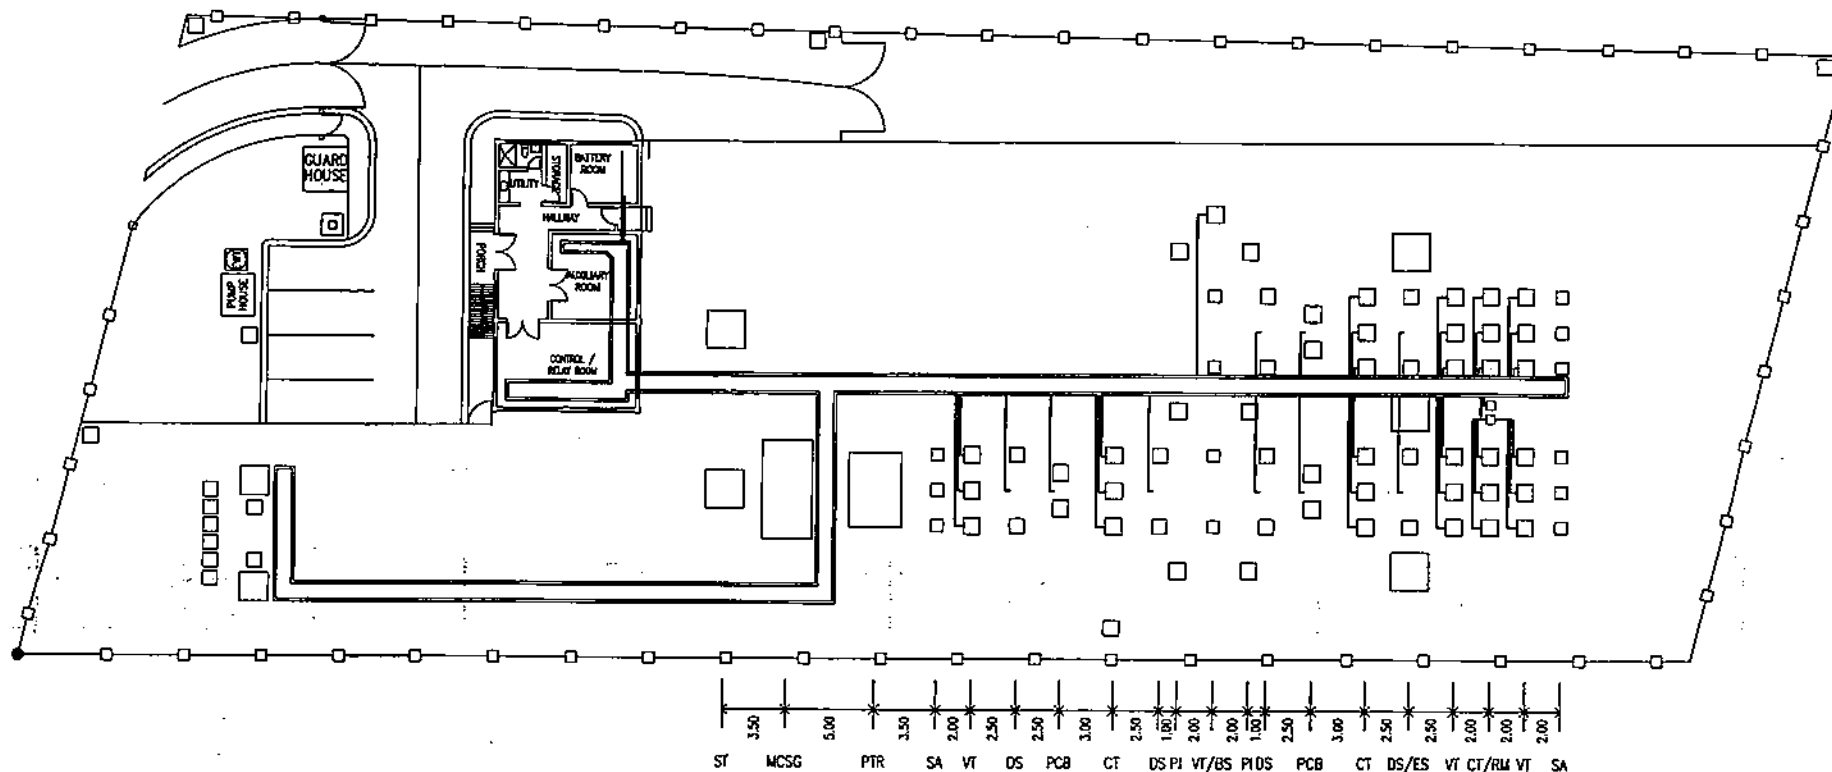 GUARD
HOUSE
STORAGE
BATTERY
ROOM
UTILITY
HALLWAY
PORCH
PUMP
HOUSE
AUXILIARY
ROOM
CONTROL /
RELAY ROOM
3.50 5.00 3.50 2.00 2.50 2.50 3.00 2.50 1.00 2.00 2.00 1.00 2.50 3.00 2.50 2.50 2.00 2.00 2.00
ST MCSG PTR SA VT DS PCB CT DS PI VT/BS PI DS PCB CT DS/ES VT CT/RM VT SA